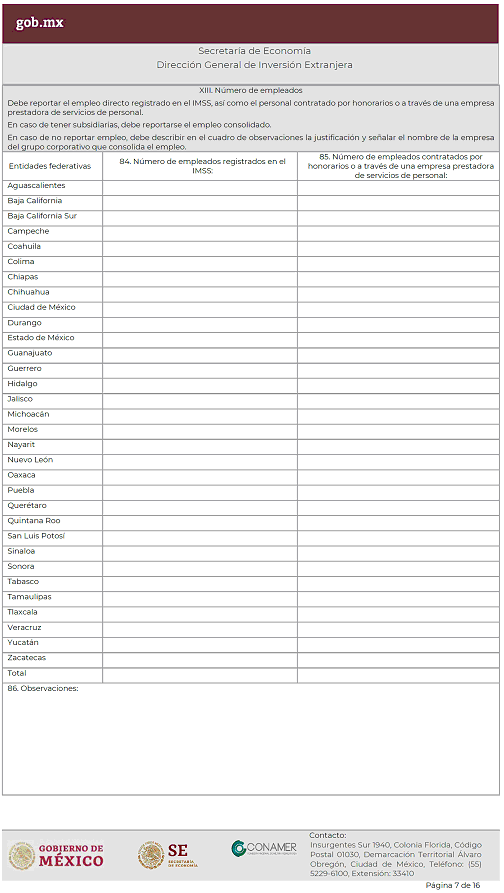 gob.mx
Secretaría de Economía
Dirección General de Inversión Extranjera
XIII. Número de empleados
Debe reportar el empleo directo registrado en el IMSS, así como el personal contratado por honorarios o a través de una empresa
prestadora de servicios de personal.
En caso de tener subsidiarias, debe reportarse el empleo consolidado.
En caso de no reportar empleo, debe describir en el cuadro de observaciones la justificación y señalar el nombre de la empresa
del grupo corporativo que consolida el empleo.
Entidades federativas
84. Número de empleados registrados en el
IMSS:
85. Número de empleados contratados por
honorarios o a través de una empresa prestadora
de servicios de personal:
Aguascalientes
Baja California
Baja California Sur
Campeche
Coahuila
Colima
Chiapas
Chihuahua
Ciudad de México
Durango
Estado de México
Guanajuato
Guerrero
Hidalgo
Jalisco
Michoacán
Morelos
Nayarit
Nuevo León
Oaxaca
Puebla
Querétaro
Quintana Roo
San Luis Potosí
Sinaloa
Sonora
Tabasco
Tamaulipas
Tlaxcala
Veracruz
Yucatán
Zacatecas
Total
86. Observaciones:
GOBIERNO DE
MÉXICO
SE
SECRETARÍA
DE ECONOMÍA
CONAMER
Contacto:
Insurgentes Sur 1940, Colonia Florida, Código
Postal 01030, Demarcación Territorial Álvaro
Obregón, Ciudad de México, Teléfono: (55)
5229-6100, Extensión: 33410
Página 7 de 16